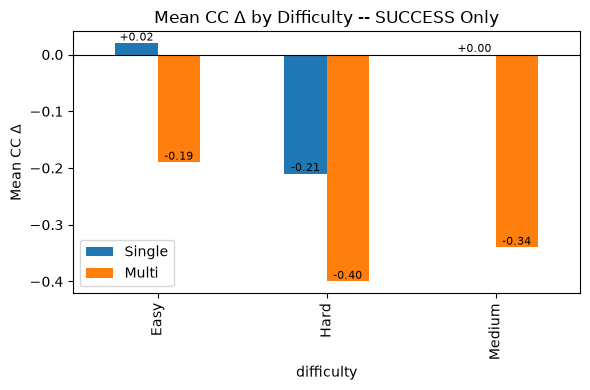 Mean CC Δ by Difficulty -- SUCCESS Only
+0.02
+0.00
-0.19
-0.21
-0.34
-0.40
0.0
−0.1
−0.2
−0.3
−0.4
Mean CC Δ
Single
Multi
Easy
Hard
Medium
difficulty